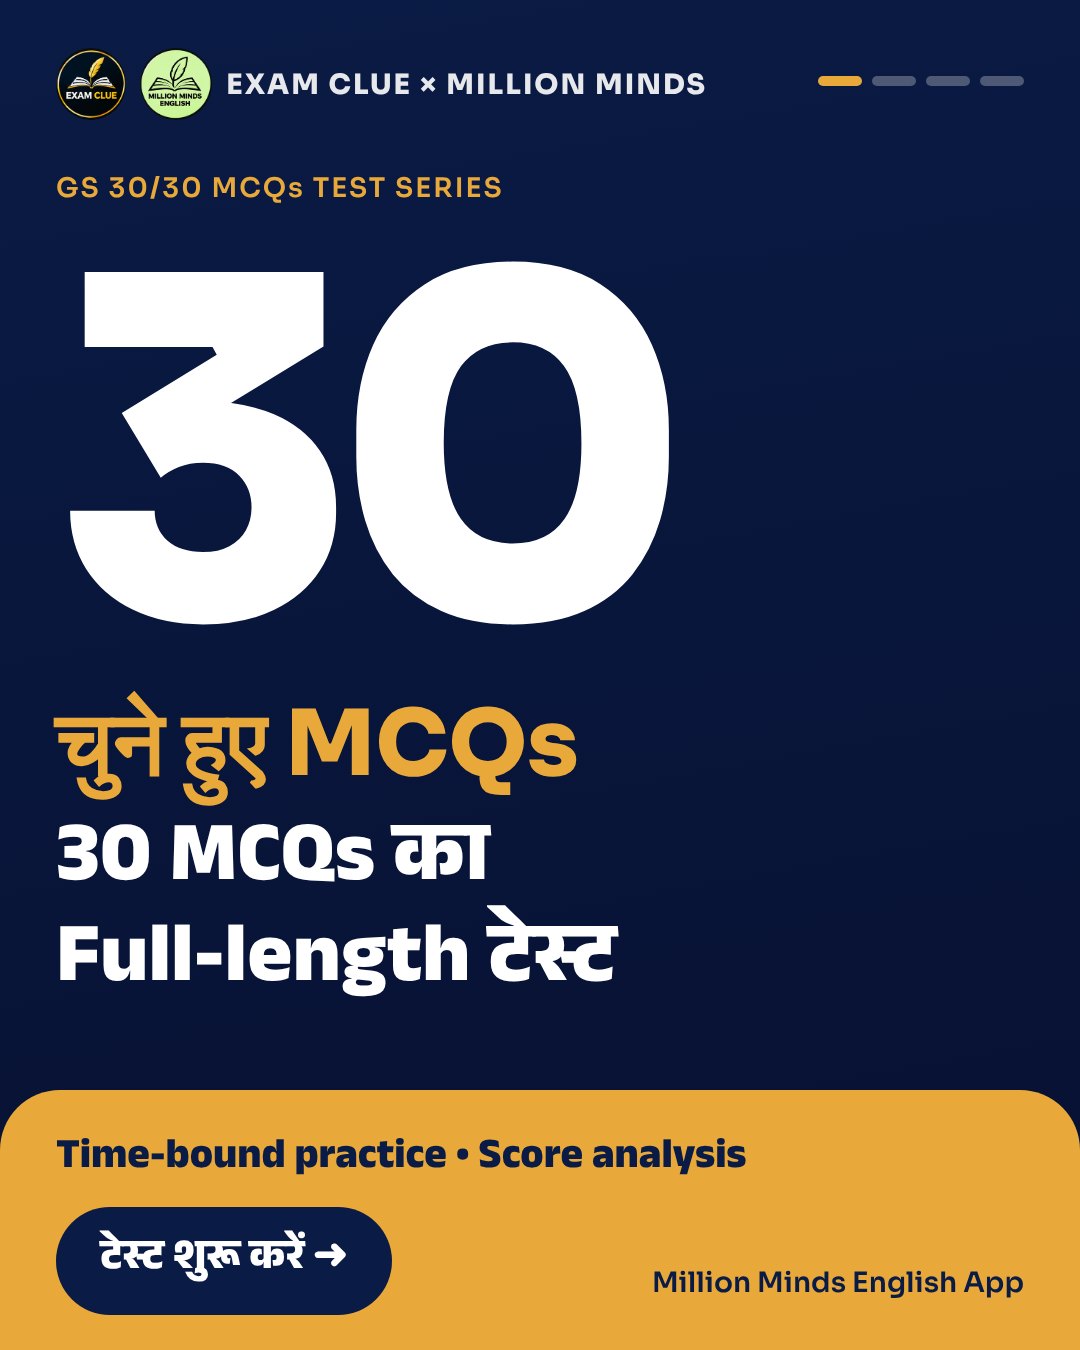 EXAM CLUE
MILLION MINDS
ENGLISH
EXAM CLUE × MILLION MINDS
GS 30/30 MCQs TEST SERIES
30
चुने हुए MCQs
30 MCQs का
Full-length टेस्ट
Time-bound practice • Score analysis
टेस्ट शुरू करें →
Million Minds English App